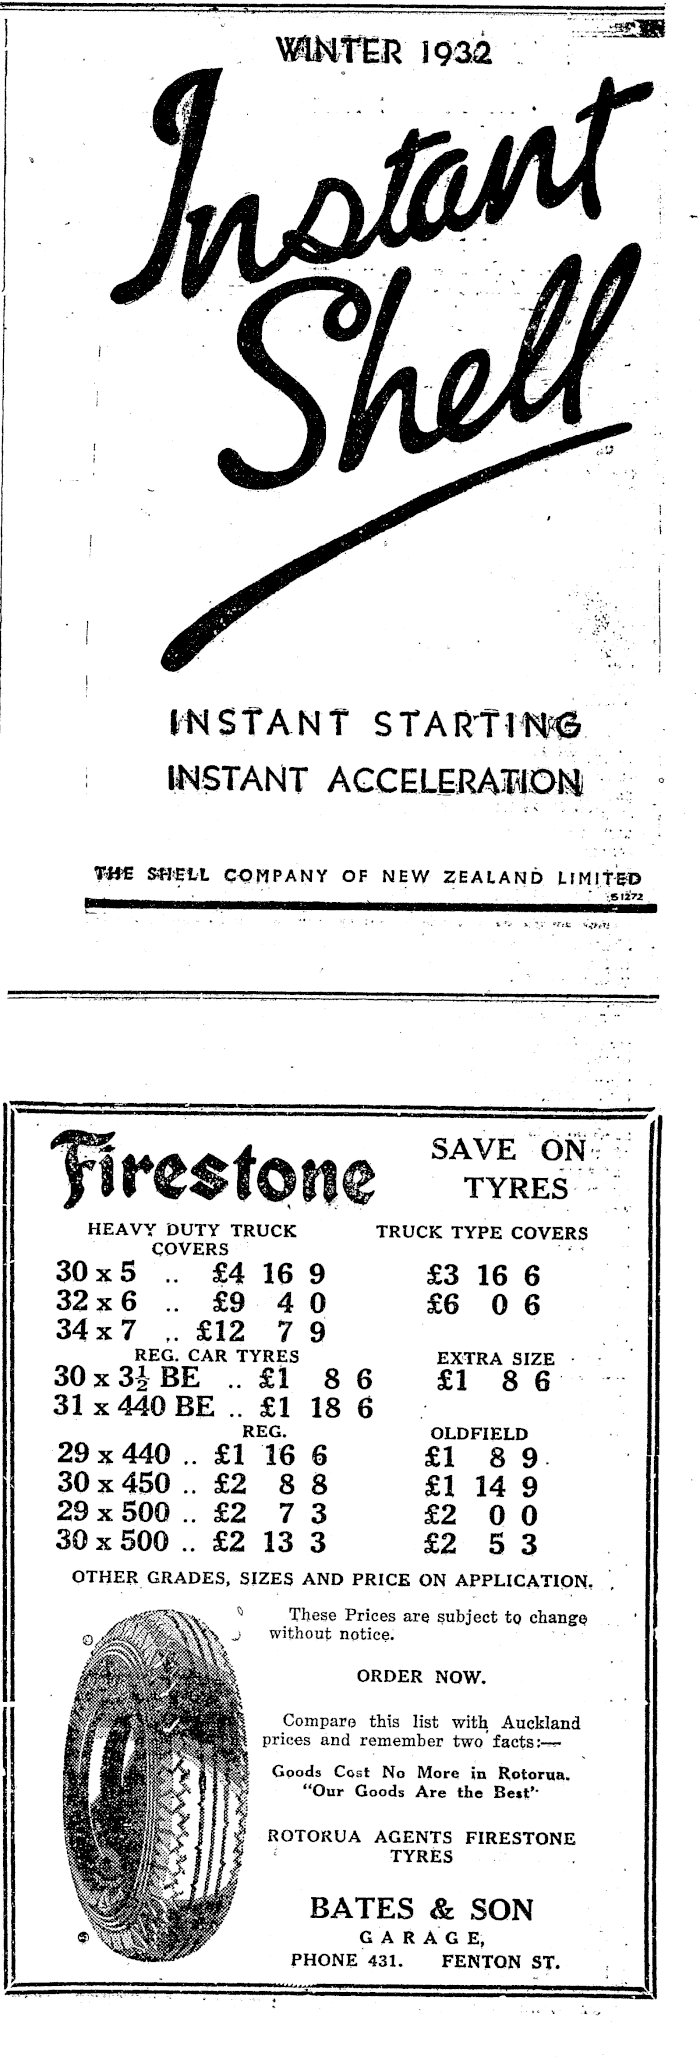 WINTER 1932
Instant
Shell
INSTANT STARTING
INSTANT ACCELERATION
THE SHELL COMPANY OF NEW ZEALAND LIMITED
S1272
Firestone
SAVE ON
TYRES
HEAVY DUTY TRUCK COVERS TRUCK TYPE COVERS
30 x 5 .. £4 16 9 £3 16 6
32 x 6 .. £9 4 0 £6 0 6
34 x 7 .. £12 7 9
REG. CAR TYRES EXTRA SIZE
30 x 3½ BE .. £1 8 6 £1 8 6
31 x 440 BE .. £1 18 6
REG. OLDFIELD
29 x 440 .. £1 16 6 £1 8 9
30 x 450 .. £2 8 8 £1 14 9
29 x 500 .. £2 7 3 £2 0 0
30 x 500 .. £2 13 3 £2 5 3
OTHER GRADES, SIZES AND PRICE ON APPLICATION.
These Prices are subject to change
without notice.
ORDER NOW.
Compare this list with Auckland
prices and remember two facts:—
Goods Cost No More in Rotorua.
"Our Goods Are the Best"
ROTORUA AGENTS FIRESTONE
TYRES
BATES & SON
GARAGE,
PHONE 431. FENTON ST.